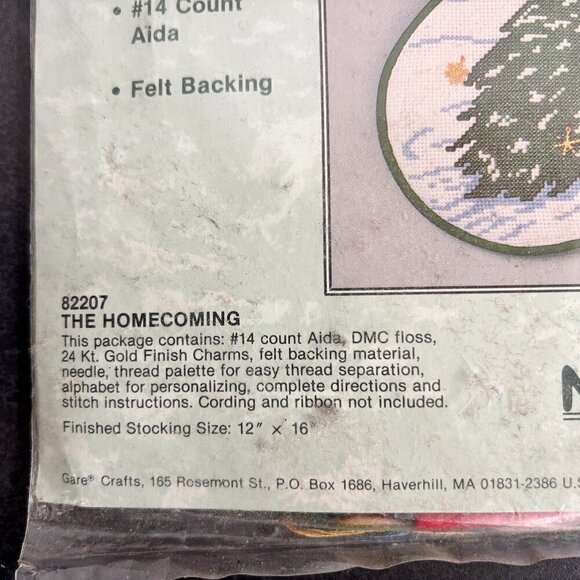 • #14 Count
Aida
• Felt Backing
82207
THE HOMECOMING
This package contains: #14 count Aida, DMC floss,
24 Kt. Gold Finish Charms, felt backing material,
needle, thread palette for easy thread separation,
alphabet for personalizing, complete directions and
stitch instructions. Cording and ribbon not included.
Finished Stocking Size: 12" × 16"
Gare® Crafts, 165 Rosemont St., P.O. Box 1686, Haverhill, MA 01831-2386 U.S